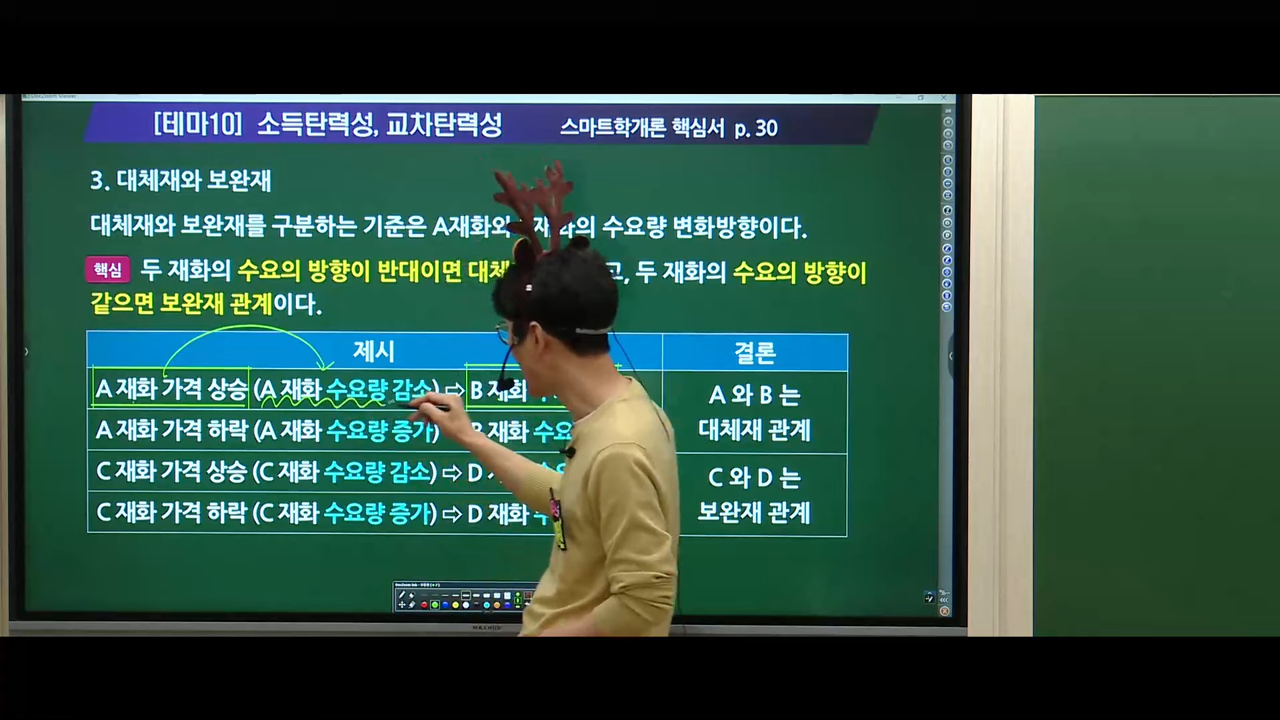 [테마10] 소득탄력성, 교차탄력성 스마트학개론 핵심서 p. 30
3. 대체재와 보완재
대체재와 보완재를 구분하는 기준은 A재화와 수요량 변화방향이다.
핵심 두 재화의 수요의 방향이 반대이면 두 재화의 수요의 방향이
같으면 보완재 관계이다.
제시 결론
A 재화 가격 상승 (A 재화 수요량 감소) ⇨ B 재화
A 재화 가격 하락 (A 재화 수요량 증가) ⇨ 재화
A 와 B 는
대체재 관계
C 재화 가격 상승 (C 재화 수요량 감소) ⇨ D
C 재화 가격 하락 (C 재화 수요량 증가) ⇨ D 재화
C 와 D 는
보완재 관계